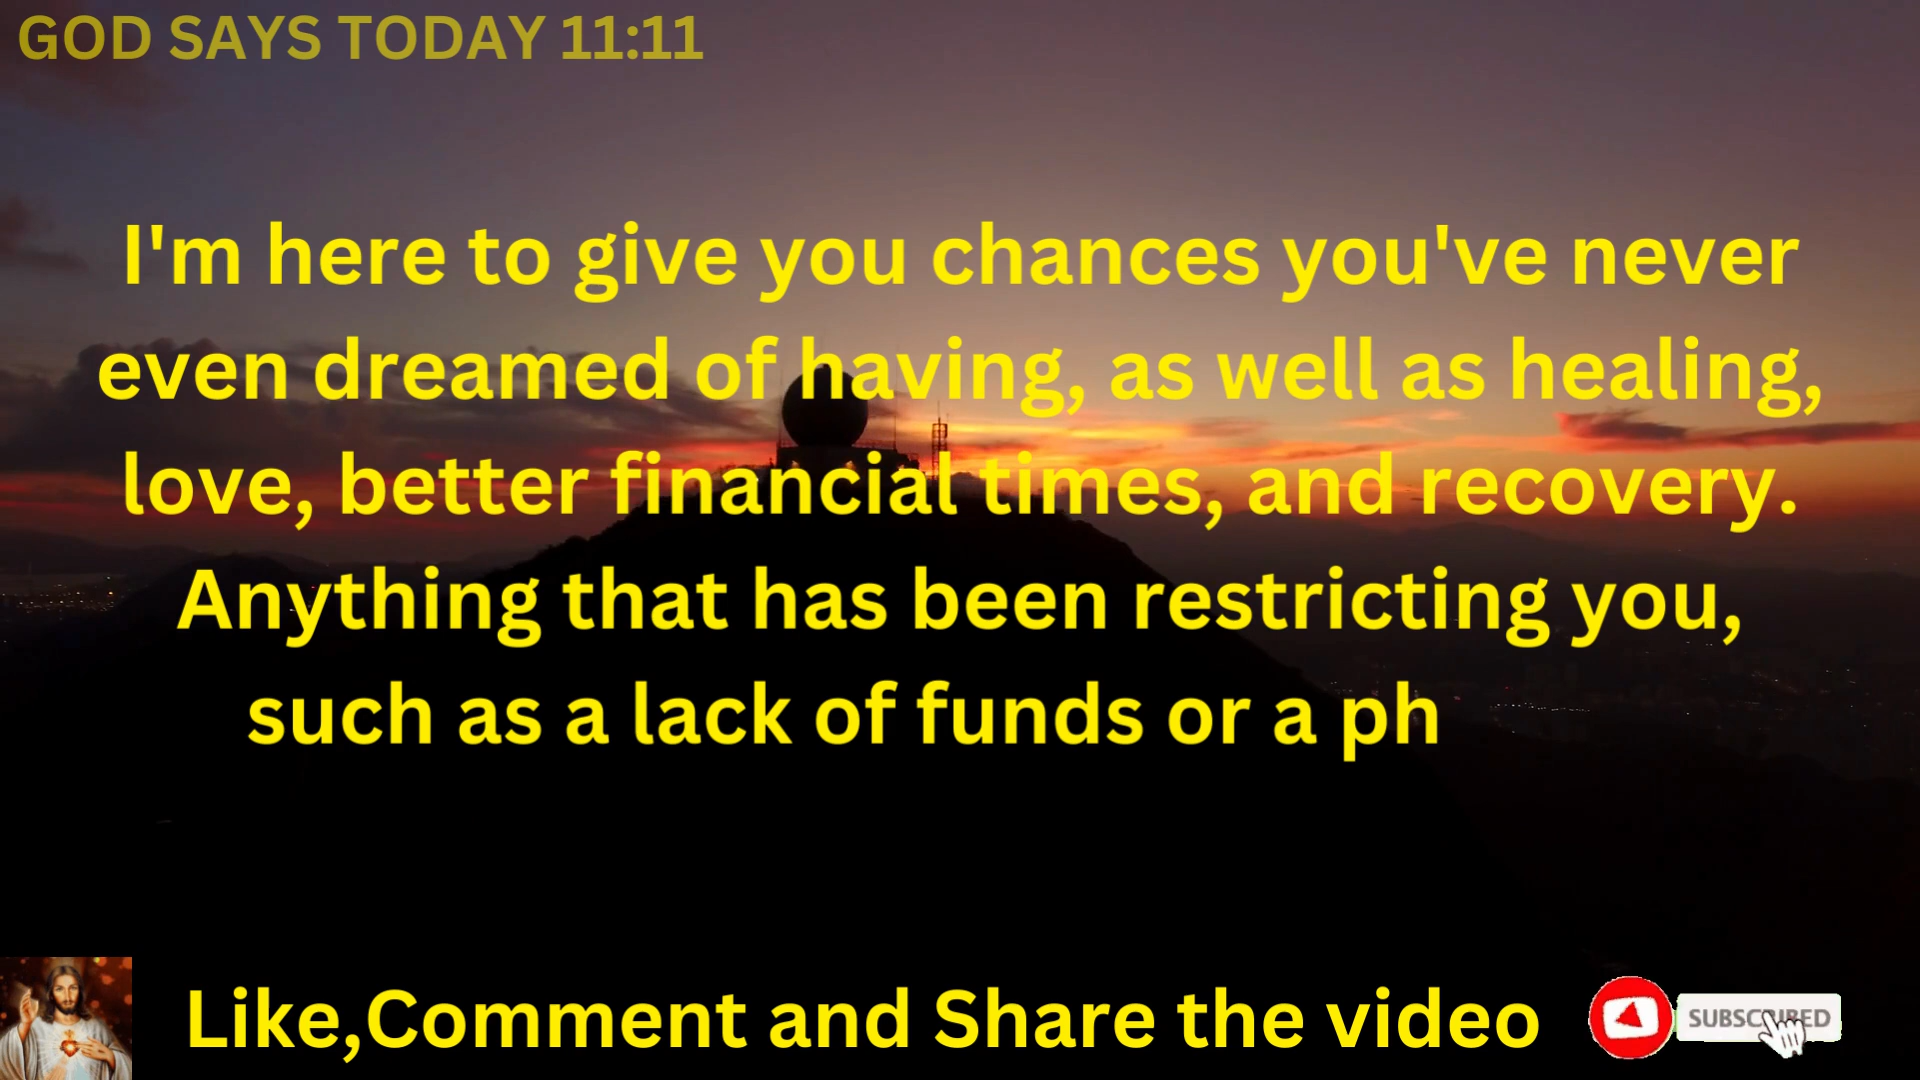 GOD SAYS TODAY 11:11
I'm here to give you chances you've never
even dreamed of having, as well as healing,
love, better financial times, and recovery.
Anything that has been restricting you,
such as a lack of funds or a ph
Like,Comment and Share the video
SUBSCRIBED